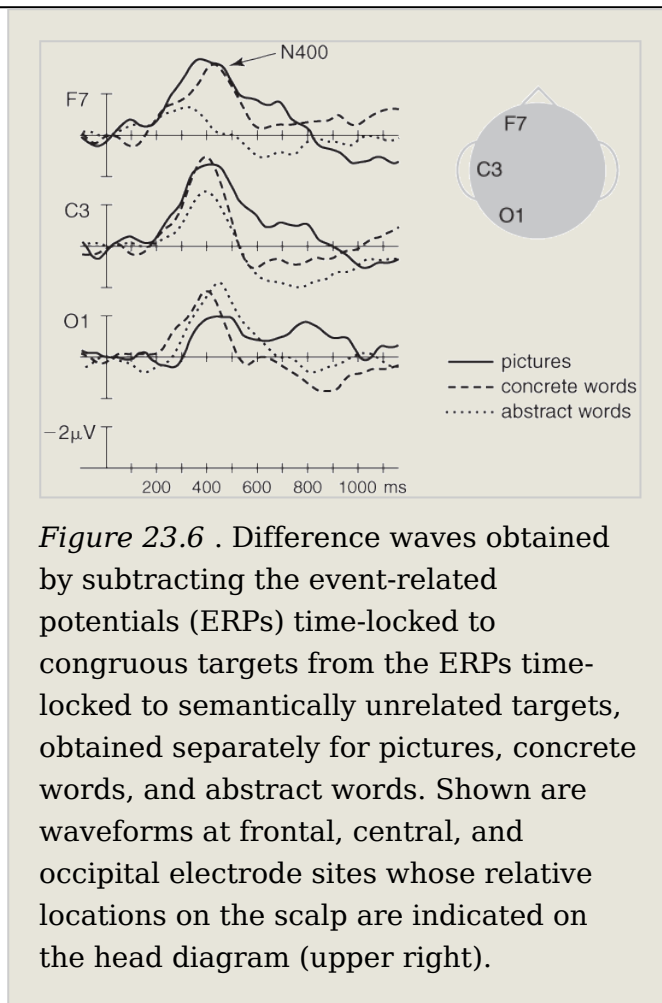 N400
F7
F7
C3
C3
O1
O1
pictures
concrete words
abstract words
−2μV
200 400 600 800 1000 ms
Figure 23.6 . Difference waves obtained
by subtracting the event-related
potentials (ERPs) time-locked to
congruous targets from the ERPs time-
locked to semantically unrelated targets,
obtained separately for pictures, concrete
words, and abstract words. Shown are
waveforms at frontal, central, and
occipital electrode sites whose relative
locations on the scalp are indicated on
the head diagram (upper right).